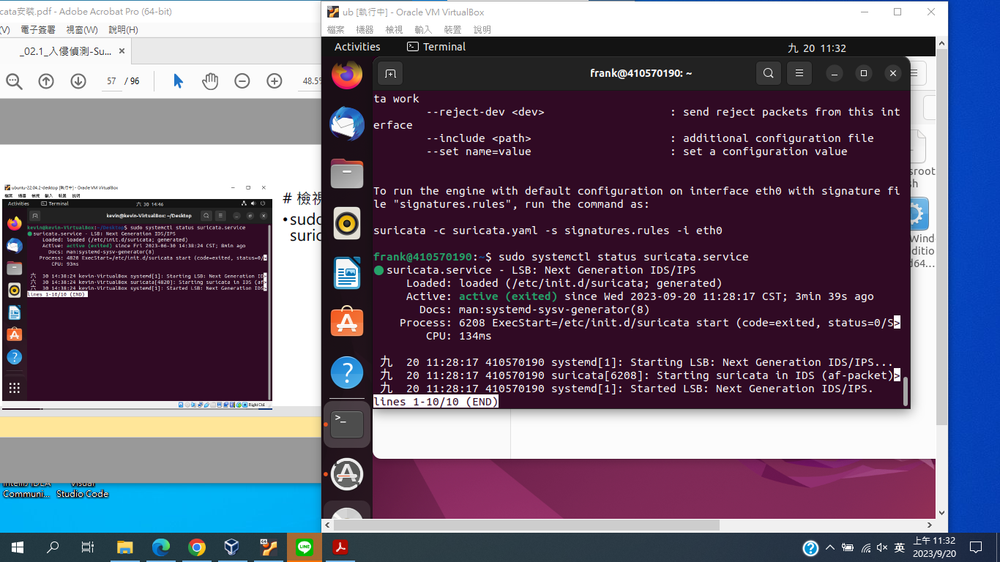 cata安裝.pdf - Adobe Acrobat Pro (64-bit)
(V) 電子簽署 視窗(W) 說明(H)
_02.1_入侵偵測-Su... ×
57 / 96
48.5%
ubuntu-22.04.2-desktop [執行中] - Oracle VM VirtualBox
檔案 機器 檢視 輸入 裝置 說明
Activities Terminal 六 30 14:46
kevin@kevin-VirtualBox: ~/Desktop
kevin@kevin-VirtualBox:~/Desktop$ sudo systemctl status suricata.service
suricata.service - LSB: Next Generation IDS/IPS
Loaded: loaded (/etc/init.d/suricata; generated)
Active: active (exited) since Fri 2023-06-30 14:38:24 CST; 8min ago
Docs: man:systemd-sysv-generator(8)
Process: 4820 ExecStart=/etc/init.d/suricata start (code=exited, status=0/>
CPU: 93ms
六 30 14:38:24 kevin-VirtualBox systemd[1]: Starting LSB: Next Generation ID>
六 30 14:38:24 kevin-VirtualBox suricata[4820]: Starting suricata in IDS (af>
六 30 14:38:24 kevin-VirtualBox systemd[1]: Started LSB: Next Generation IDS>
lines 1-10/10 (END)
Right Ctrl
# 檢視
•sudo
suric
Communi... Studio Code
ub [執行中] - Oracle VM VirtualBox
檔案 機器 檢視 輸入 裝置 說明
Activities Terminal 九 20 11:32
frank@410570190: ~
ta work
--reject-dev <dev> : send reject packets from this int
erface
--include <path> : additional configuration file
--set name=value : set a configuration value
To run the engine with default configuration on interface eth0 with signature fi
le "signatures.rules", run the command as:
suricata -c suricata.yaml -s signatures.rules -i eth0
frank@410570190:~$ sudo systemctl status suricata.service
suricata.service - LSB: Next Generation IDS/IPS
Loaded: loaded (/etc/init.d/suricata; generated)
Active: active (exited) since Wed 2023-09-20 11:28:17 CST; 3min 39s ago
Docs: man:systemd-sysv-generator(8)
Process: 6208 ExecStart=/etc/init.d/suricata start (code=exited, status=0/S>
CPU: 134ms
九 20 11:28:17 410570190 systemd[1]: Starting LSB: Next Generation IDS/IPS...
九 20 11:28:17 410570190 suricata[6208]: Starting suricata in IDS (af-packet)>
九 20 11:28:17 410570190 systemd[1]: Started LSB: Next Generation IDS/IPS.
lines 1-10/10 (END)
sroot
sh
Wind
ditio
d64...
英
上午 11:32
2023/9/20